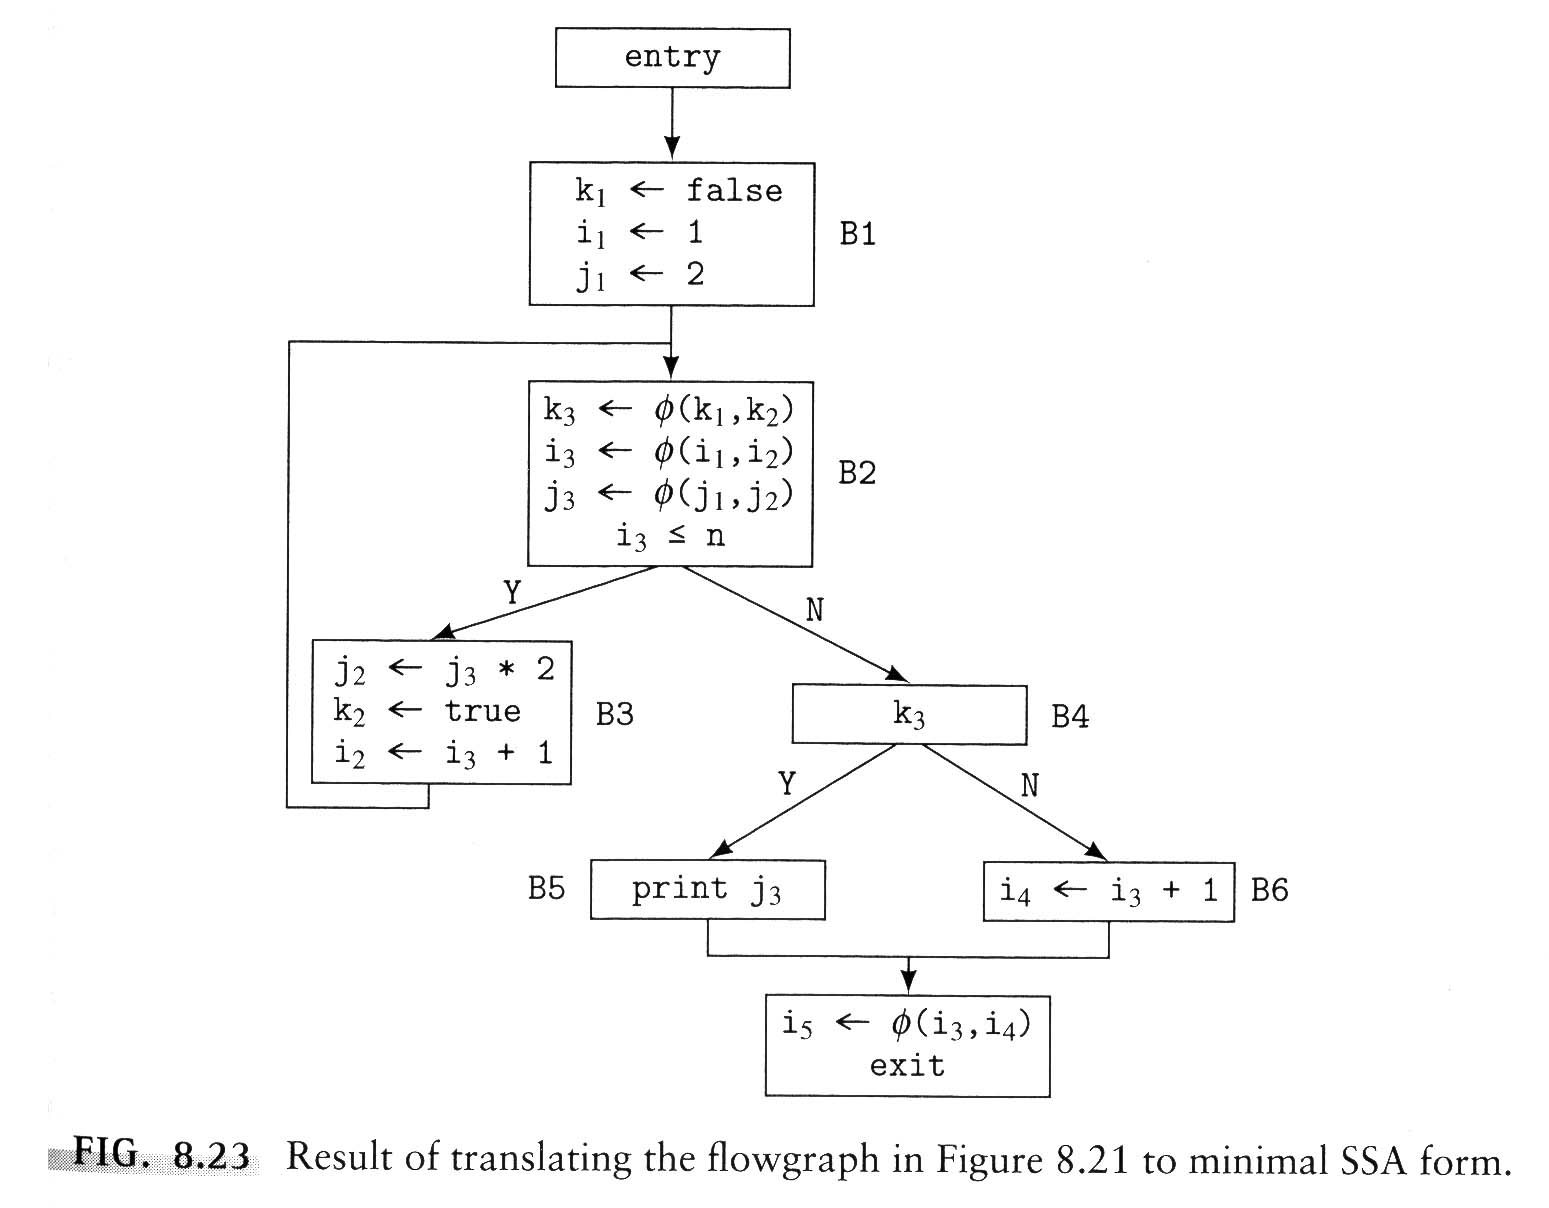 entry
k₁ ← false
i₁ ← 1
j₁ ← 2
B1
k₃ ← ϕ(k₁,k₂)
i₃ ← ϕ(i₁,i₂)
j₃ ← ϕ(j₁,j₂)
i₃ ≤ n
B2
Y
N
j₂ ← j₃ * 2
k₂ ← true
i₂ ← i₃ + 1
B3
k₃
B4
Y
N
B5
print j₃
i₄ ← i₃ + 1
B6
i₅ ← ϕ(i₃,i₄)
exit
FIG. 8.23 Result of translating the flowgraph in Figure 8.21 to minimal SSA form.